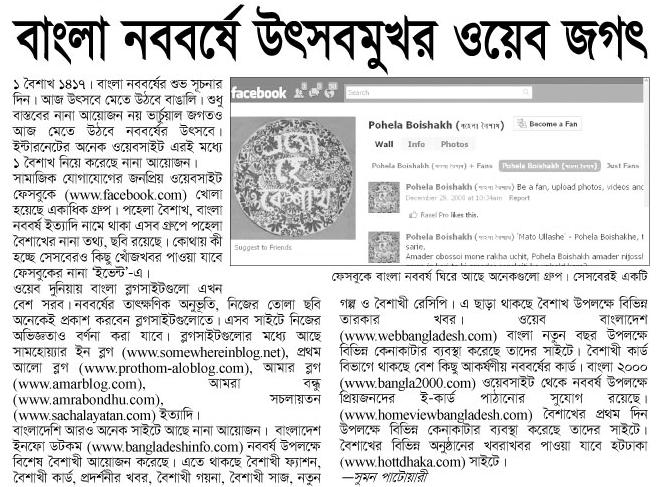 বাংলা নববর্ষে উৎসবমুখর ওয়েব জগৎ
১ বৈশাখ ১৪১৭। বাংলা নববর্ষের শুভ সূচনার
দিন। আজ উৎসবে মেতে উঠবে বাঙালি। শুধু
বাস্তবের নানা আয়োজন নয় ভার্চুয়াল জগতও
আজ মেতে উঠবে নববর্ষের উৎসবে।
ইন্টারনেটের অনেক ওয়েবসাইট এরই মধ্যে
১ বৈশাখ নিয়ে করেছে নানা আয়োজন।
সামাজিক যোগাযোগের জনপ্রিয় ওয়েবসাইট
ফেসবুকে (www.facebook.com) খোলা
হয়েছে একাধিক গ্রুপ। পহেলা বৈশাখ, বাংলা
নববর্ষ ইত্যাদি নামে থাকা এসব গ্রুপে পহেলা
বৈশাখের নানা তথ্য, ছবি রয়েছে। কোথায় কী
হচ্ছে সেসবেরও কিছু খোঁজখবর পাওয়া যাবে
ফেসবুকের নানা ‘ইভেন্ট’-এ।
ওয়েব দুনিয়ায় বাংলা ব্লগসাইটগুলো এখন
বেশ সরব। নববর্ষের তাৎক্ষণিক অনুভূতি, নিজের তোলা ছবি
অনেকেই প্রকাশ করবেন ব্লগসাইটগুলোতে। এসব সাইটে নিজের
অভিজ্ঞতাও বর্ণনা করা যাবে। ব্লগসাইটগুলোর মধ্যে আছে
সামহোয়্যার ইন ব্লগ (www.somewhereinblog.net), প্রথম
আলো ব্লগ (www.prothom-aloblog.com), আমার ব্লগ
(www.amarblog.com), আমরা বন্ধু
(www.amrabondhu.com), সচলায়তন
(www.sachalayatan.com) ইত্যাদি।
বাংলাদেশি আরও অনেক সাইটে আছে নানা আয়োজন। বাংলাদেশ
ইনফো ডটকম (www.bangladeshinfo.com) নববর্ষ উপলক্ষে
বিশেষ বৈশাখী আয়োজন করেছে। এতে থাকছে বৈশাখী ফ্যাশন,
বৈশাখী কার্ড, প্রদর্শনীর খবর, বৈশাখী গয়না, বৈশাখী সাজ, নতুন
facebook
Search
এসো
হে
বৈশাখ
Suggest to Friends
Pohela Boishakh (পহেলা বৈশাখ)
Become a Fan
Wall Info Photos
Pohela Boishakh (পহেলা বৈশাখ) + Fans
Pohela Boishakh (পহেলা বৈশাখ)
Just Fans
Pohela Boishakh (পহেলা বৈশাখ) Be a fan, upload photos, videos and
December 29, 2008 at 10:34am Report
Rasel Pro likes this.
Pohela Boishakh (পহেলা বৈশাখ) 'Mato Ullashe' - Pohela Boishakhe, t
sarie.
Amader obossoi mone rakha uchit, Pohela Boishakh amader nijossi
ফেসবুকে বাংলা নববর্ষ ঘিরে আছে অনেকগুলো গ্রুপ। সেসবেরই একটি
গল্প ও বৈশাখী রেসিপি। এ ছাড়া থাকছে বৈশাখ উপলক্ষে বিভিন্ন
তারকার খবর। ওয়েব বাংলাদেশ
(www.webbangladesh.com) বাংলা নতুন বছর উপলক্ষে
বিভিন্ন কেনাকাটার ব্যবস্থা করেছে তাদের সাইটে। বৈশাখী কার্ড
বিভাগে থাকছে বেশ কিছু আকর্ষণীয় নববর্ষের কার্ড। বাংলা ২০০০
(www.bangla2000.com) ওয়েবসাইট থেকে নববর্ষ উপলক্ষে
প্রিয়জনদের ই-কার্ড পাঠানোর সুযোগ রয়েছে।
(www.homeviewbangladesh.com) বৈশাখের প্রথম দিন
উপলক্ষে বিভিন্ন কেনাকাটার ব্যবস্থা করেছে তাদের সাইটে।
বৈশাখের বিভিন্ন অনুষ্ঠানের খবরাখবর পাওয়া যাবে হটঢাকা
(www.hottdhaka.com) সাইটে।
—সুমন পাটোয়ারী